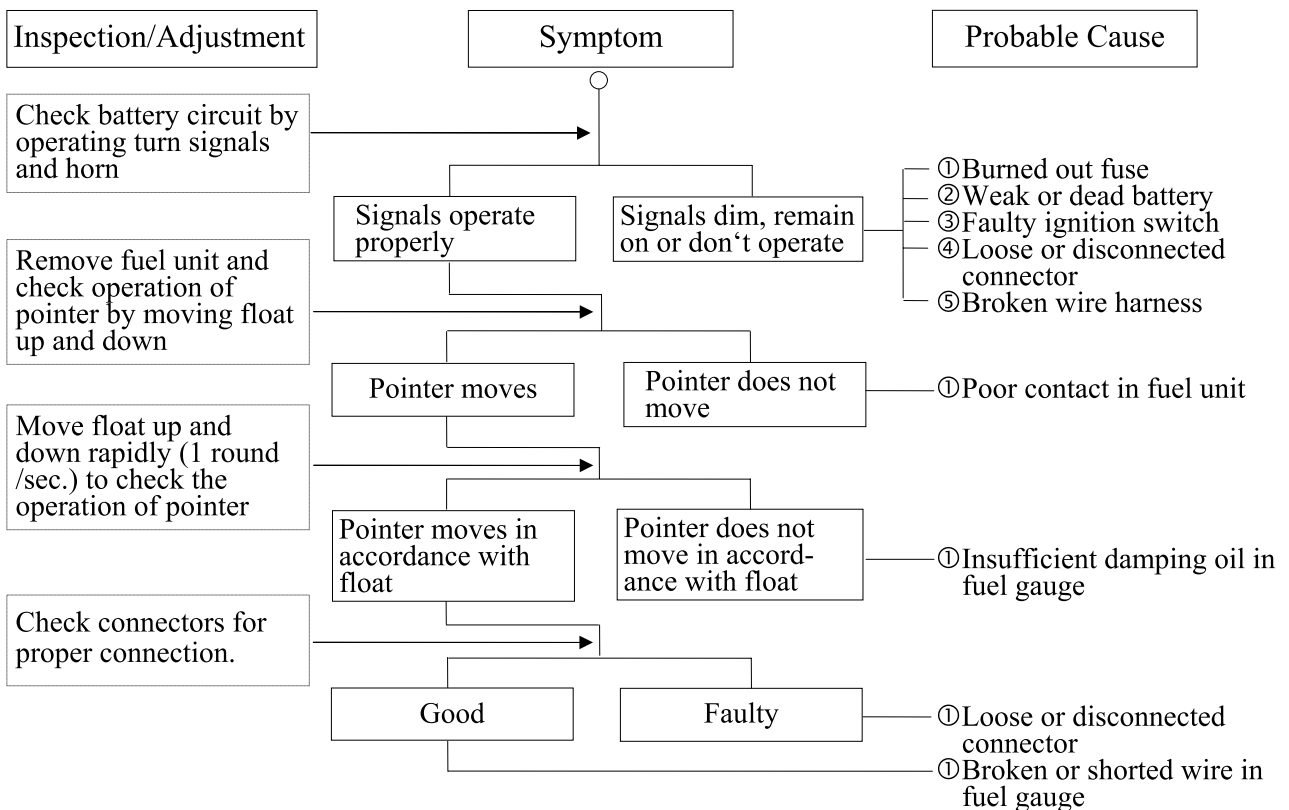 Inspection/Adjustment
Symptom
Probable Cause
Check battery circuit by
operating turn signals
and horn
Signals operate
properly
Signals dim, remain
on or don‘t operate
①Burned out fuse
②Weak or dead battery
③Faulty ignition switch
④Loose or disconnected
connector
⑤Broken wire harness
Remove fuel unit and
check operation of
pointer by moving float
up and down
Pointer moves
Pointer does not
move
①Poor contact in fuel unit
Move float up and
down rapidly (1 round
/sec.) to check the
operation of pointer
Pointer moves in
accordance with
float
Pointer does not
move in accord-
ance with float
①Insufficient damping oil in
fuel gauge
Check connectors for
proper connection.
Good
Faulty
①Loose or disconnected
connector
①Broken or shorted wire in
fuel gauge